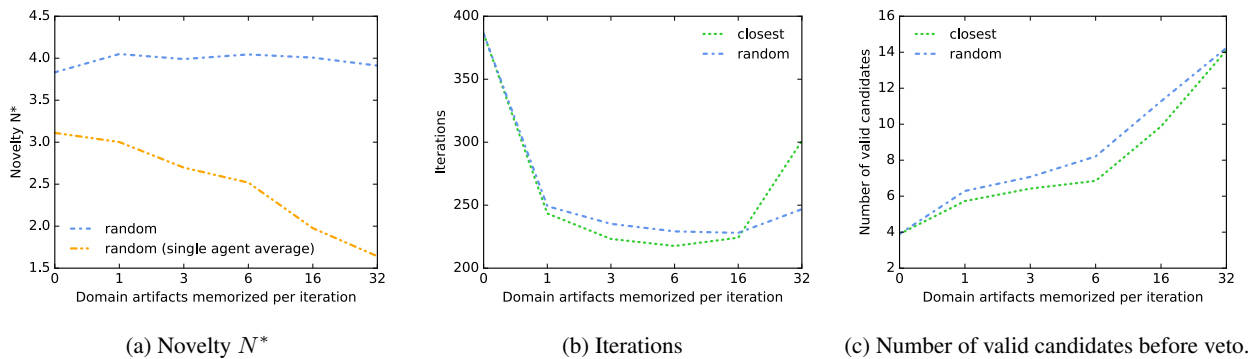 4.5
4.0
3.5
3.0
2.5
2.0
1.5
Novelty N*
random
random (single agent average)
0 1 3 6 16 32
Domain artifacts memorized per iteration
(a) Novelty N*
400
350
300
250
200
Iterations
closest
random
0 1 3 6 16 32
Domain artifacts memorized per iteration
(b) Iterations
16
14
12
10
8
6
4
2
Number of valid candidates
closest
random
0 1 3 6 16 32
Domain artifacts memorized per iteration
(c) Number of valid candidates before veto.